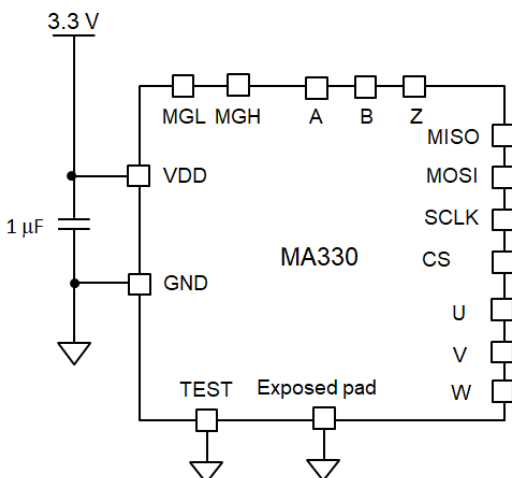 3.3 V
MGL MGH A B Z
MISO
VDD
MOSI
1 μF
SCLK
MA330
CS
GND
U
V
TEST Exposed pad W